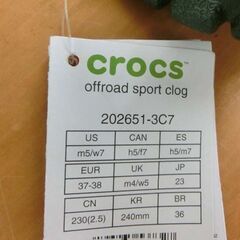 crocs™
offroad sport clog
202651-3C7
US CAN ES
m5/w7 h5/f7 h5/m7
EUR UK JP
37-38 m4/w5 23
CN KR BR
230(2.5) 240mm 36